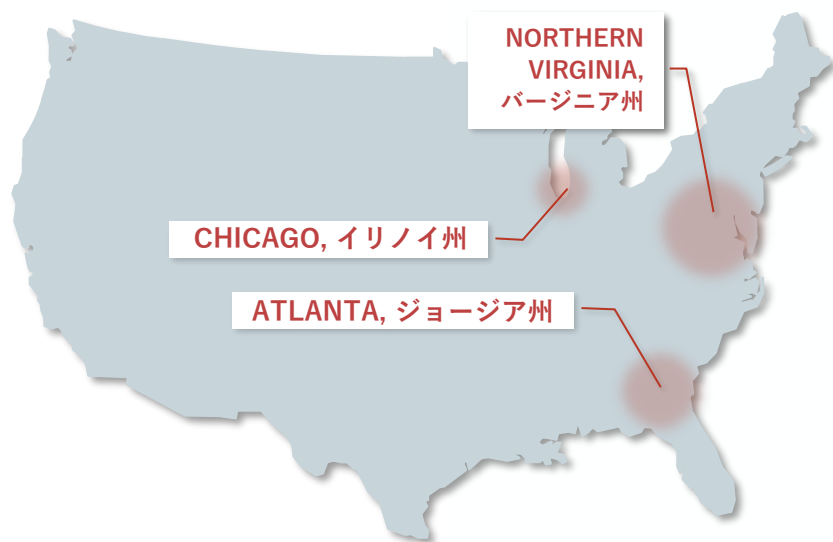 NORTHERN
VIRGINIA,
バージニア州
CHICAGO, イリノイ州
ATLANTA, ジョージア州